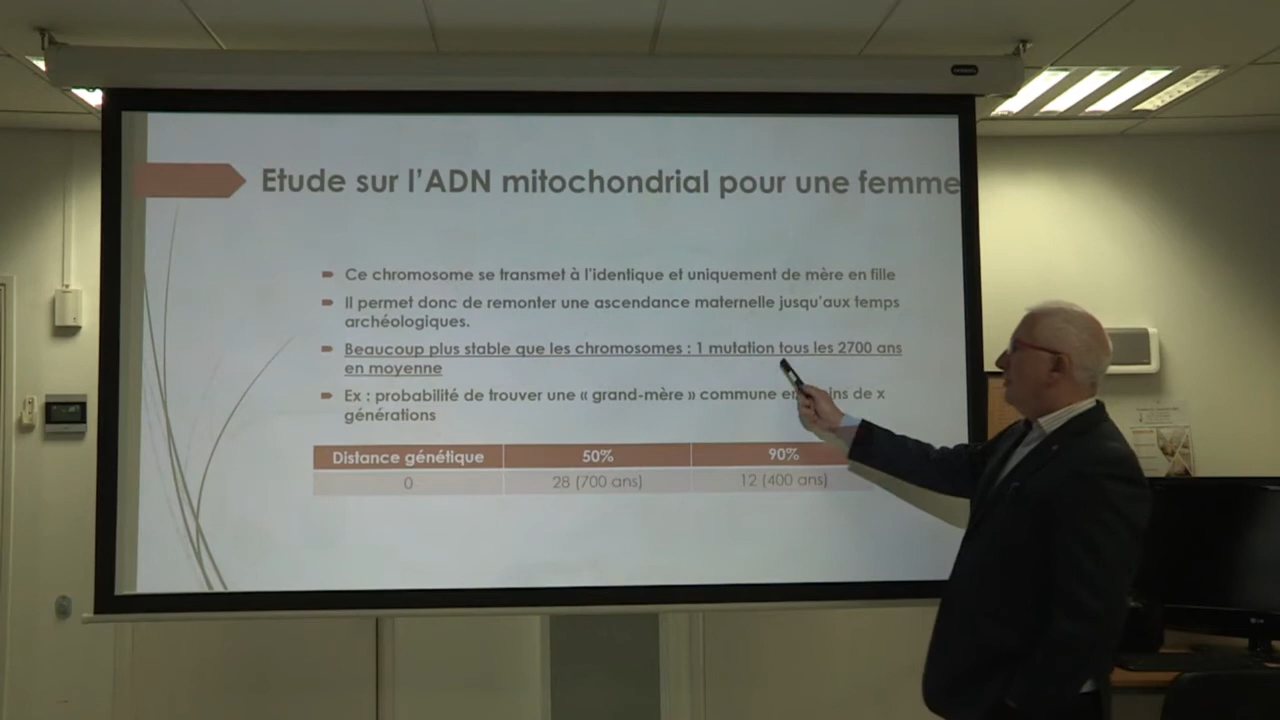 Etude sur l'ADN mitochondrial pour une femme
Ce chromosome se transmet à l'identique et uniquement de mère en fille
Il permet donc de remonter une ascendance maternelle jusqu'aux temps
archéologiques.
Beaucoup plus stable que les chromosomes : 1 mutation tous les 2700 ans
en moyenne
Ex : probabilité de trouver une « grand-mère » commune en de x
générations
Distance génétique 50% 90%
0 28 (700 ans) 12 (400 ans)
LG